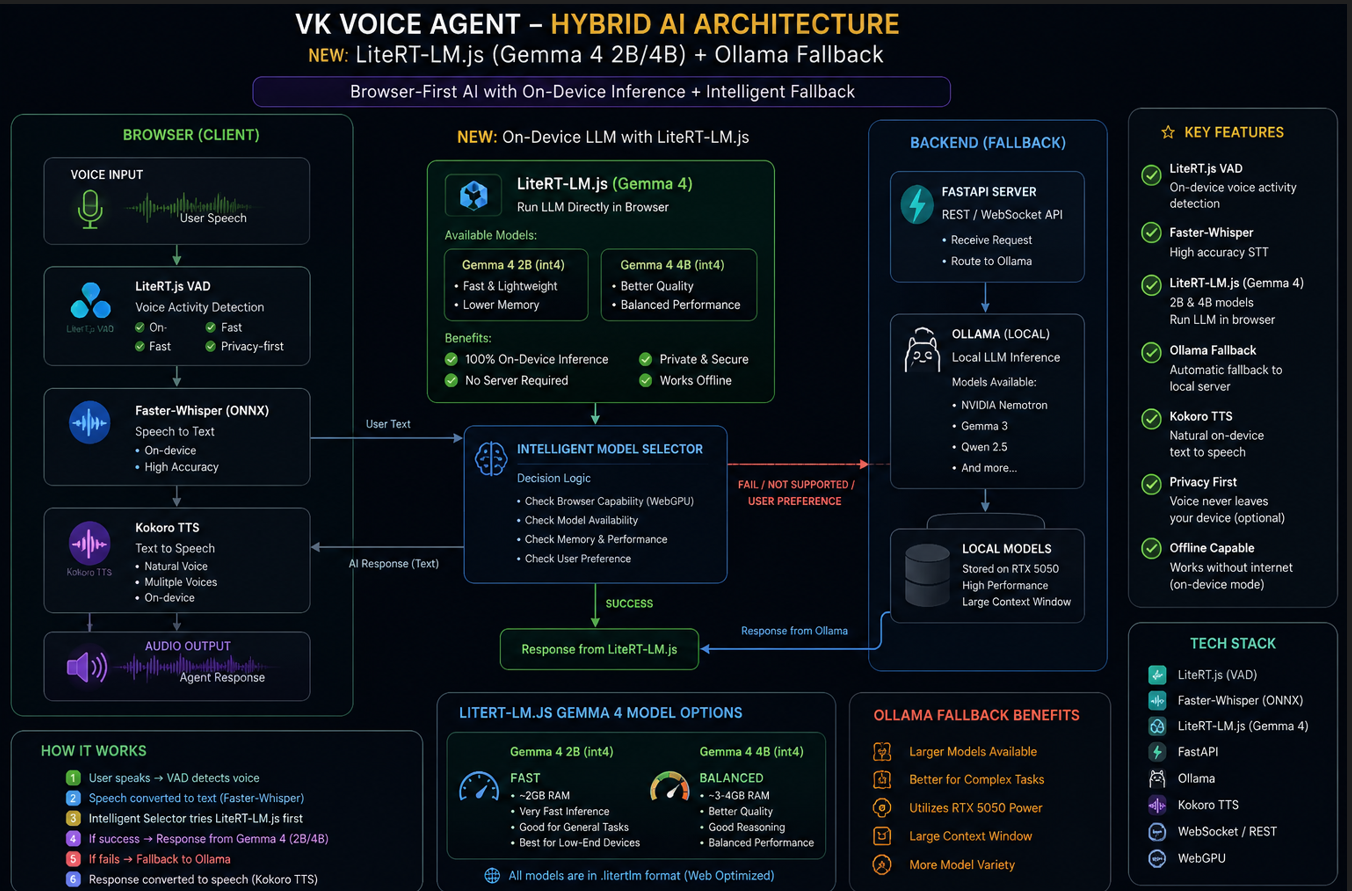 VK VOICE AGENT – HYBRID AI ARCHITECTURE
NEW: LiteRT-LM.js (Gemma 4 2B/4B) + Ollama Fallback
Browser-First AI with On-Device Inference + Intelligent Fallback
BROWSER (CLIENT)
VOICE INPUT
User Speech
LiteRT.js VAD
LiteRT.js VAD
Voice Activity Detection
On-
Fast
Fast
Privacy-first
Faster-Whisper (ONNX)
Speech to Text
• On-device
• High Accuracy
Kokoro TTS
Kokoro TTS
Text to Speech
• Natural Voice
• Mulitple Voices
• On-device
AUDIO OUTPUT
Agent Response
User Text
AI Response (Text)
NEW: On-Device LLM with LiteRT-LM.js
LiteRT-LM.js (Gemma 4)
Run LLM Directly in Browser
Available Models:
Gemma 4 2B (int4)
• Fast & Lightweight
• Lower Memory
Gemma 4 4B (int4)
• Better Quality
• Balanced Performance
Benefits:
100% On-Device Inference
Private & Secure
No Server Required
Works Offline
INTELLIGENT MODEL SELECTOR
Decision Logic
• Check Browser Capability (WebGPU)
• Check Model Availability
• Check Memory & Performance
• Check User Preference
SUCCESS
Response from LiteRT-LM.js
FAIL / NOT SUPPORTED /
USER PREFERENCE
Response from Ollama
BACKEND (FALLBACK)
FASTAPI SERVER
REST / WebSocket API
• Receive Request
• Route to Ollama
OLLAMA (LOCAL)
Local LLM Inference
Models Available:
• NVIDIA Nemotron
• Gemma 3
• Qwen 2.5
• And more...
LOCAL MODELS
Stored on RTX 5050
High Performance
Large Context Window
KEY FEATURES
LiteRT.js VAD
On-device voice activity
detection
Faster-Whisper
High accuracy STT
LiteRT-LM.js (Gemma 4)
2B & 4B models
Run LLM in browser
Ollama Fallback
Automatic fallback to
local server
Kokoro TTS
Natural on-device
text to speech
Privacy First
Voice never leaves
your device (optional)
Offline Capable
Works without internet
(on-device mode)
HOW IT WORKS
1 User speaks → VAD detects voice
2 Speech converted to text (Faster-Whisper)
3 Intelligent Selector tries LiteRT-LM.js first
4 If success → Response from Gemma 4 (2B/4B)
5 If fails → Fallback to Ollama
6 Response converted to speech (Kokoro TTS)
LITERT-LM.JS GEMMA 4 MODEL OPTIONS
Gemma 4 2B (int4)
FAST
• ~2GB RAM
• Very Fast Inference
• Good for General Tasks
• Best for Low-End Devices
Gemma 4 4B (int4)
BALANCED
• ~3-4GB RAM
• Better Quality
• Good Reasoning
• Balanced Performance
All models are in .litertlm format (Web Optimized)
OLLAMA FALLBACK BENEFITS
Larger Models Available
Better for Complex Tasks
Utilizes RTX 5050 Power
Large Context Window
More Model Variety
TECH STACK
LiteRT.js (VAD)
Faster-Whisper (ONNX)
LiteRT-LM.js (Gemma 4)
FastAPI
Ollama
Kokoro TTS
WebSocket / REST
WebGPU